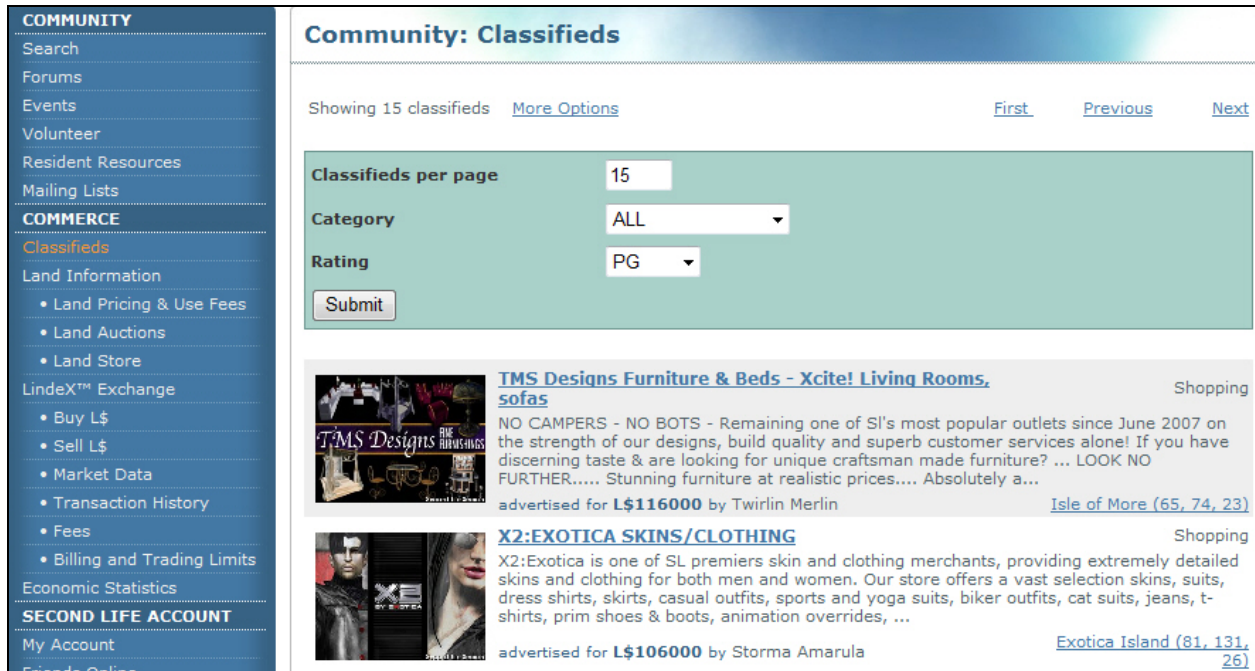 COMMUNITY
Search
Forums
Events
Volunteer
Resident Resources
Mailing Lists
COMMERCE
Classifieds
Land Information
• Land Pricing & Use Fees
• Land Auctions
• Land Store
LindeX™ Exchange
• Buy L$
• Sell L$
• Market Data
• Transaction History
• Fees
• Billing and Trading Limits
Economic Statistics
SECOND LIFE ACCOUNT
My Account
Friends Online
Community: Classifieds
Showing 15 classifieds More Options First Previous Next
Classifieds per page 15
Category ALL
Rating PG
Submit
TMS Designs FINE FURNISHINGS
TMS Designs Furniture & Beds - Xcite! Living Rooms, Shopping
sofas
NO CAMPERS - NO BOTS - Remaining one of Sl's most popular outlets since June 2007 on
the strength of our designs, build quality and superb customer services alone! If you have
discerning taste & are looking for unique craftsman made furniture? ... LOOK NO
FURTHER..... Stunning furniture at realistic prices.... Absolutely a...
advertised for L$116000 by Twirlin Merlin Isle of More (65, 74, 23)
X2
BY EXOTICA
X2:EXOTICA SKINS/CLOTHING Shopping
X2:Exotica is one of SL premiers skin and clothing merchants, providing extremely detailed
skins and clothing for both men and women. Our store offers a vast selection skins, suits,
dress shirts, skirts, casual outfits, sports and yoga suits, biker outfits, cat suits, jeans, t-
shirts, prim shoes & boots, animation overrides, ...
advertised for L$106000 by Storma Amarula Exotica Island (81, 131,
26)